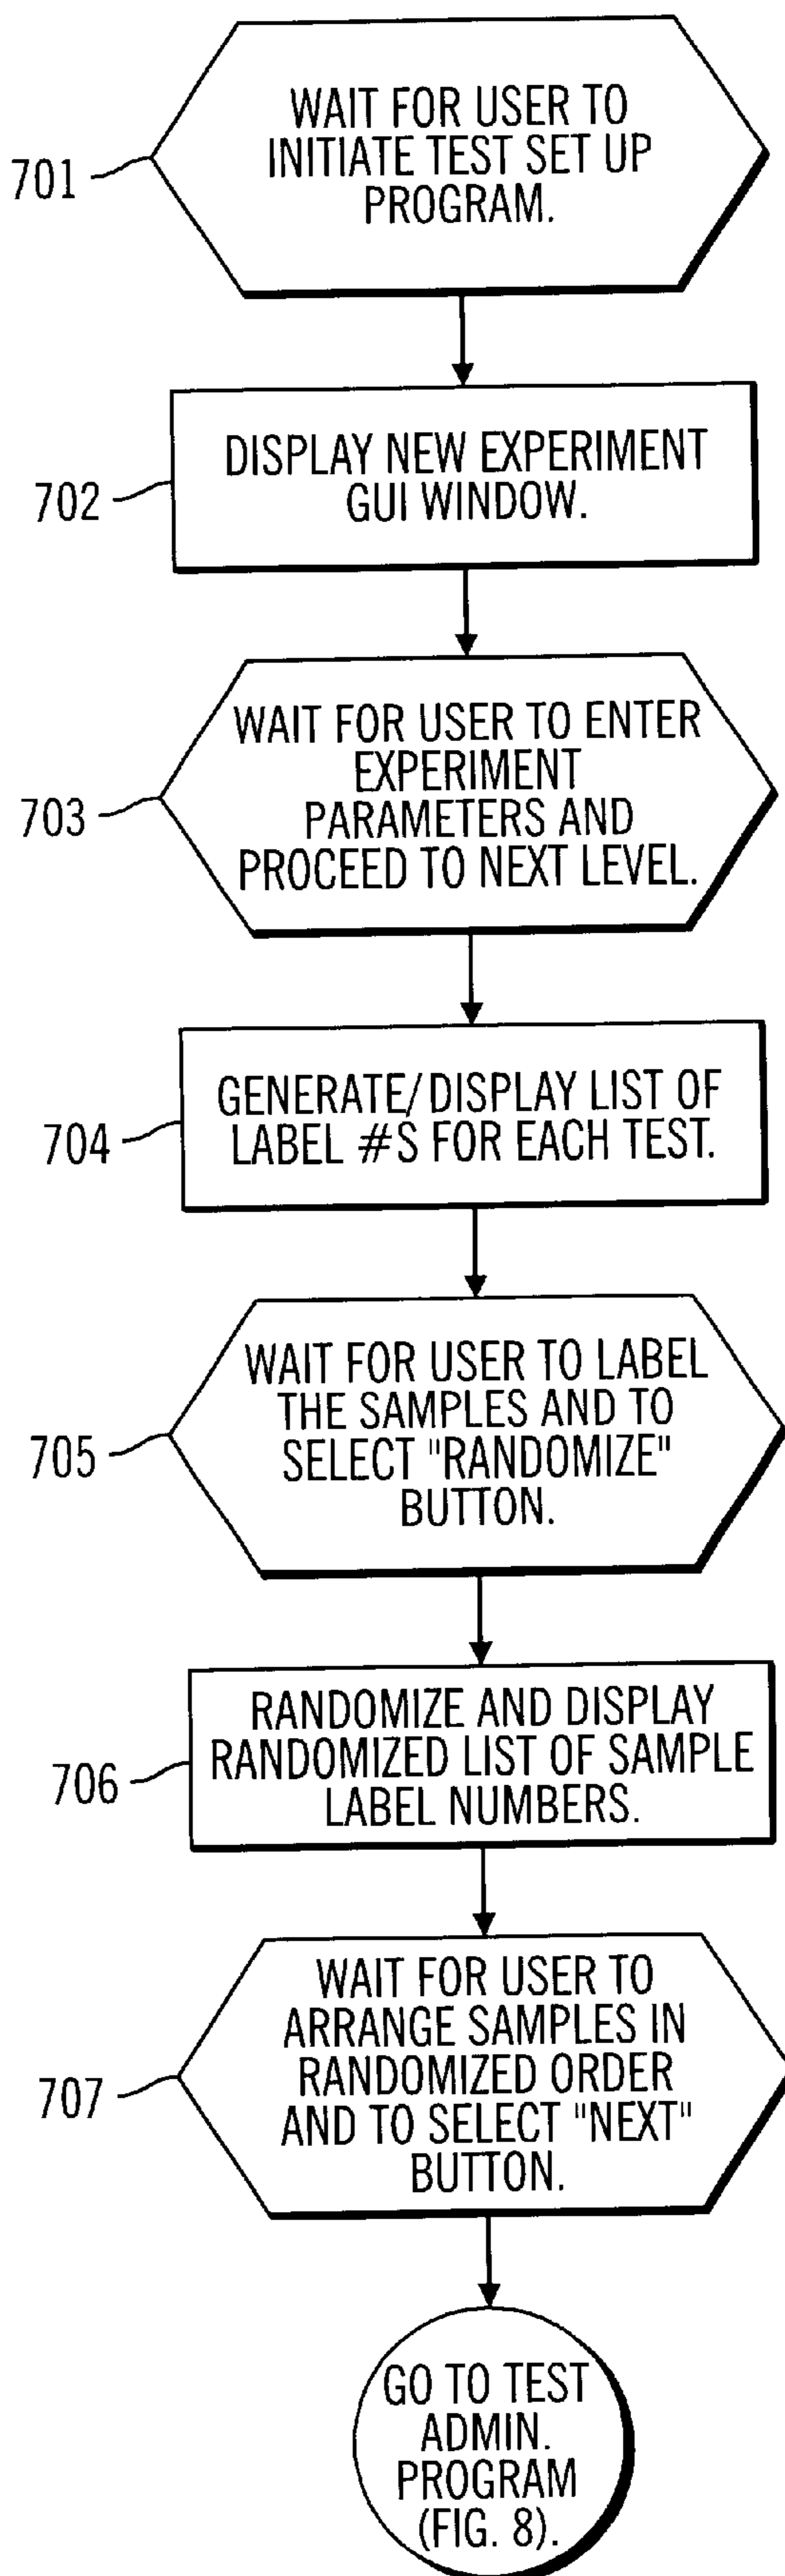 WAIT FOR USER TO
INITIATE TEST SET UP
PROGRAM.
701
DISPLAY NEW EXPERIMENT
GUI WINDOW.
702
WAIT FOR USER TO ENTER
EXPERIMENT
PARAMETERS AND
PROCEED TO NEXT LEVEL.
703
GENERATE/DISPLAY LIST OF
LABEL #S FOR EACH TEST.
704
WAIT FOR USER TO LABEL
THE SAMPLES AND TO
SELECT "RANDOMIZE"
BUTTON.
705
RANDOMIZE AND DISPLAY
RANDOMIZED LIST OF SAMPLE
LABEL NUMBERS.
706
WAIT FOR USER TO
ARRANGE SAMPLES IN
RANDOMIZED ORDER
AND TO SELECT "NEXT"
BUTTON.
707
GO TO TEST
ADMIN.
PROGRAM
(FIG. 8).